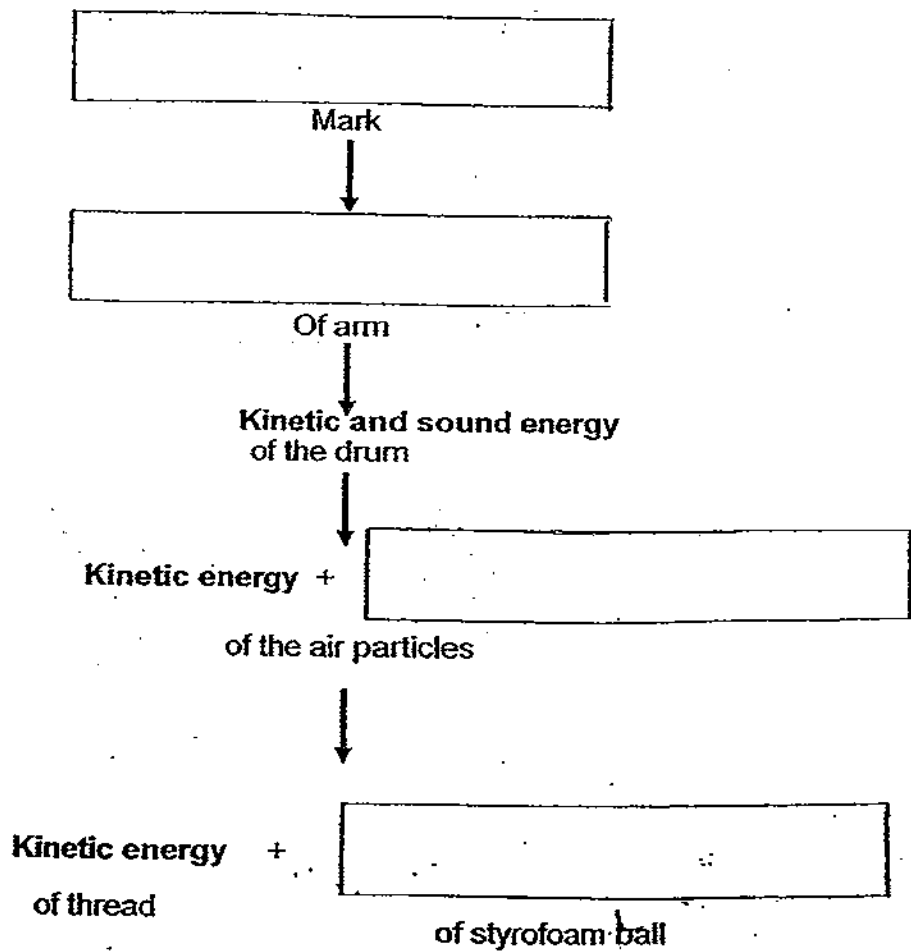 Mark
Of arm
Kinetic and sound energy
of the drum
Kinetic energy +
of the air particles
Kinetic energy +
of thread
of styrofoam ball